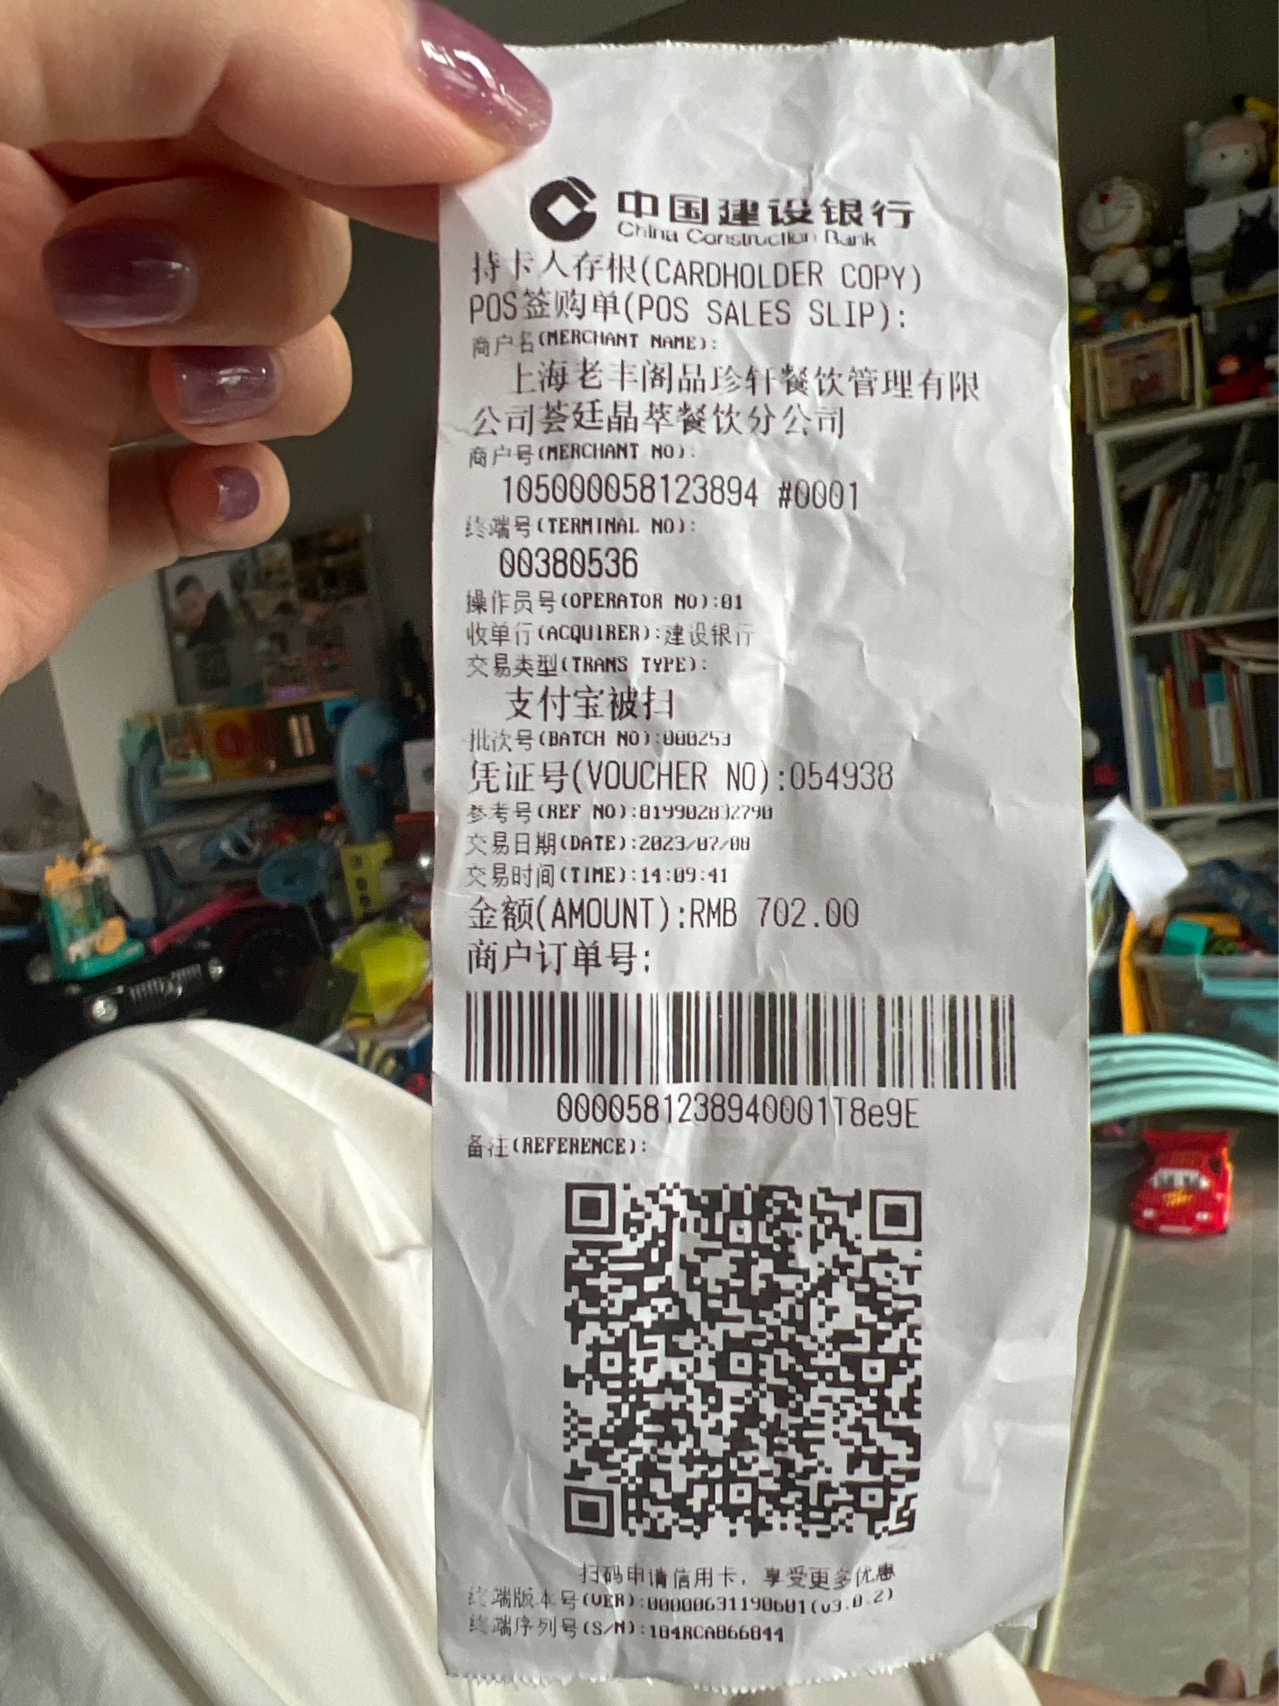 中国建设银行
China Construction Bank
持卡人存根(CARDHOLDER COPY)
POS签购单(POS SALES SLIP):
商户名(MERCHANT NAME):
上海老丰阁品珍轩餐饮管理有限
公司荟廷晶萃餐饮分公司
商户号(MERCHANT NO):
105000058123894 #0001
终端号(TERMINAL NO):
00380536
操作员号(OPERATOR NO):01
收单行(ACQUIRER):建设银行
交易类型(TRANS TYPE):
支付宝被扫
批次号(BATCH NO):000253
凭证号(VOUCHER NO):054938
参考号(REF NO):819902832790
交易日期(DATE):2023/07/08
交易时间(TIME):14:09:41
金额(AMOUNT):RMB 702.00
商户订单号:
0000581238940001T8e9E
备注(REFERENCE):
扫码申请信用卡，享受更多优惠
终端版本号(VER):00000631190601(v3.0.2)
终端序列号(S/N):104RCA866044